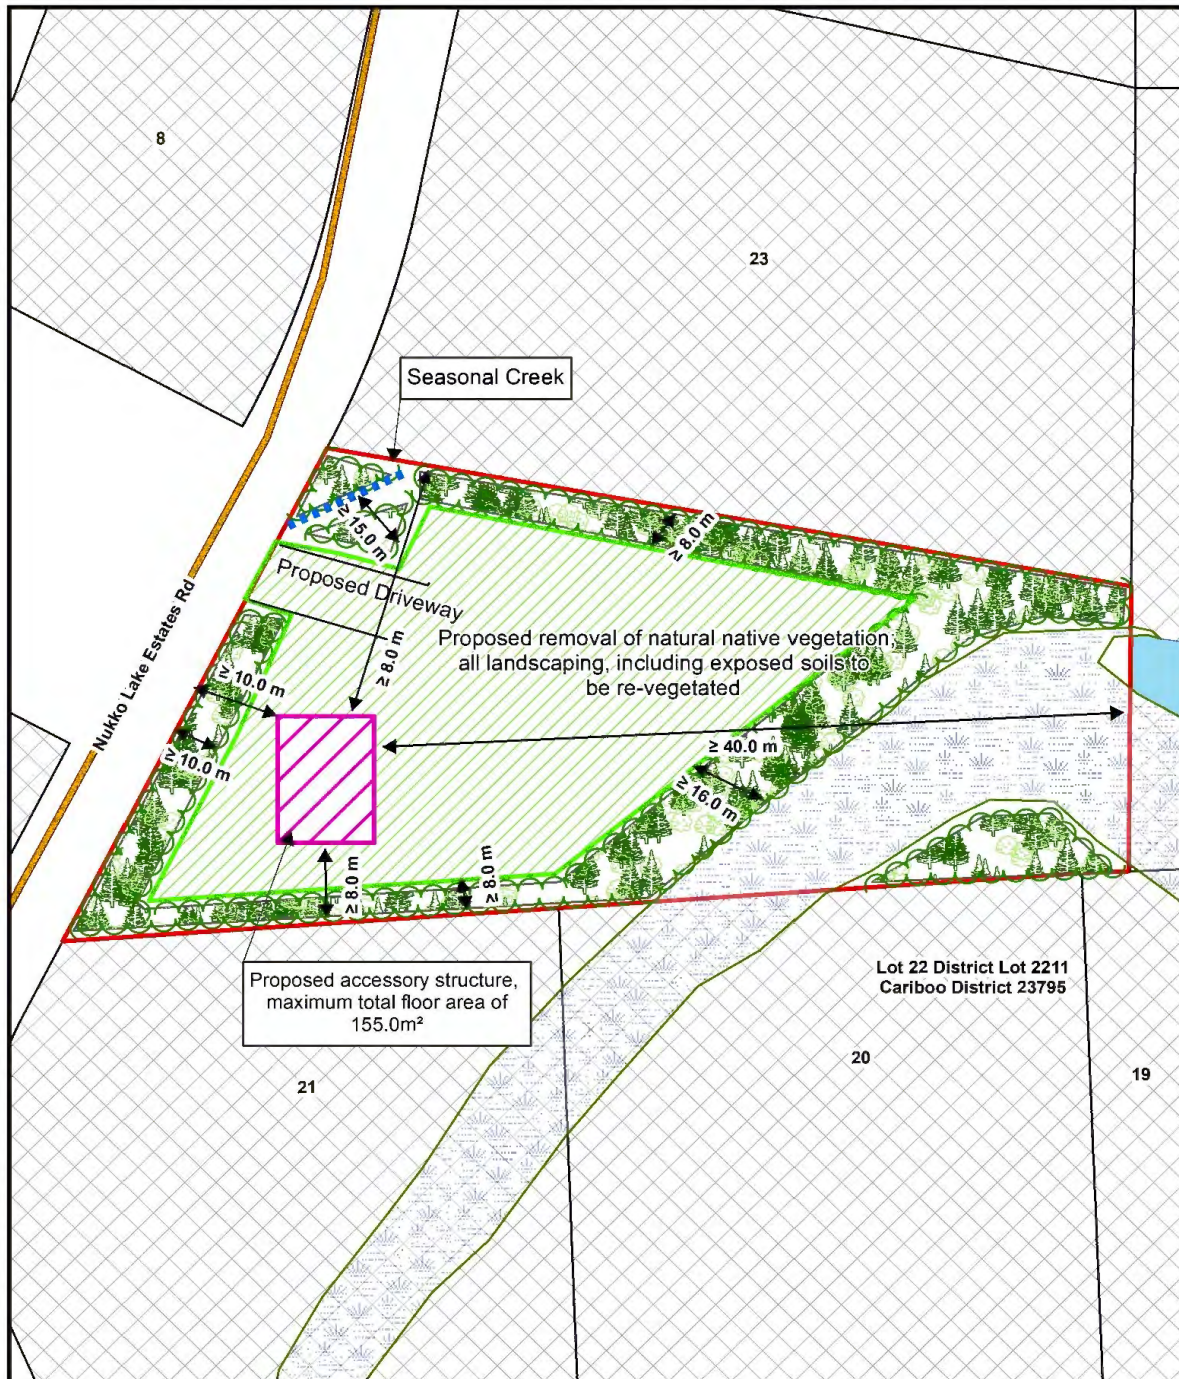 8
23
Seasonal Creek
≥ 15.0 m
≥ 8.0 m
Proposed Driveway
Nukko Lake Estates Rd
≥ 8.0 m
Proposed removal of natural native vegetation,
all landscaping, including exposed soils to
be re-vegetated
≥ 10.0 m
≥ 10.0 m
≥ 40.0 m
≥ 16.0 m
≥ 8.0 m
≥ 8.0 m
Proposed accessory structure,
maximum total floor area of
155.0m²
Lot 22 District Lot 2211
Cariboo District 23795
21
20
19